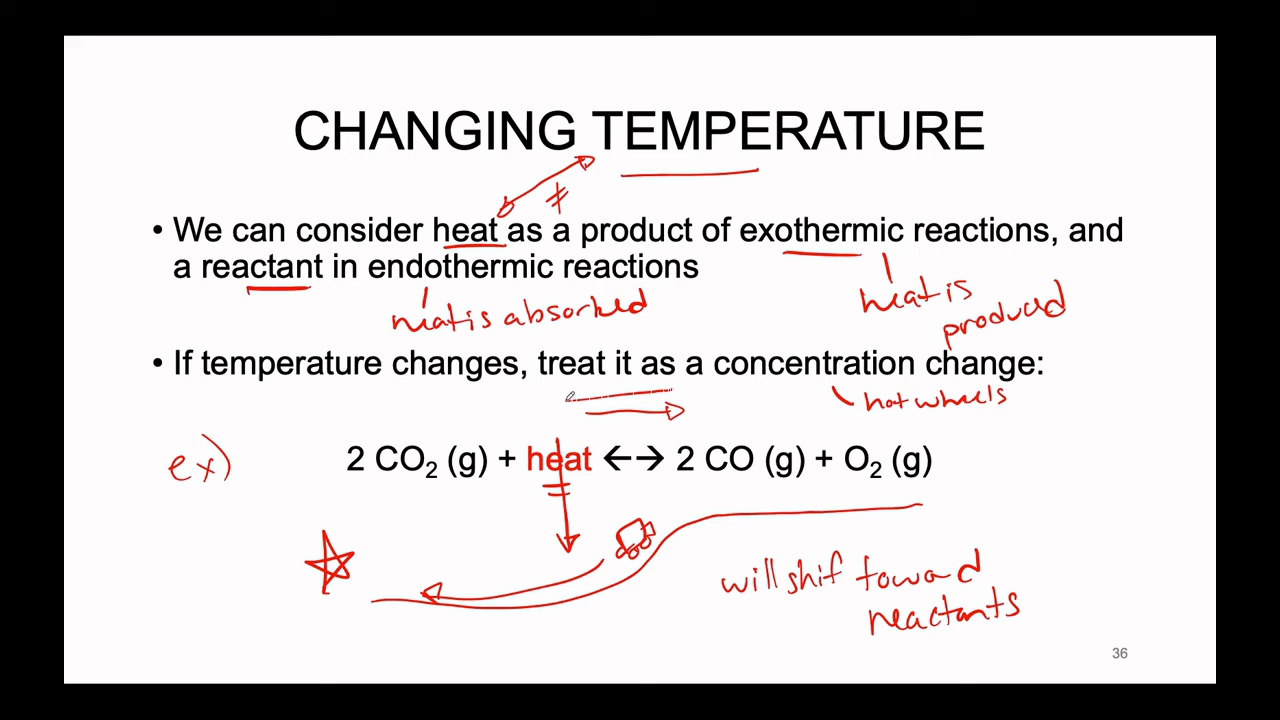 CHANGING TEMPERATURE
≠
• We can consider heat as a product of exothermic reactions, and
a reactant in endothermic reactions
heat is absorbed
heat is
produced
• If temperature changes, treat it as a concentration change:
hot wheels
ex)
2 CO₂ (g) + heat ←→ 2 CO (g) + O₂ (g)
will shif toward
reactants
36